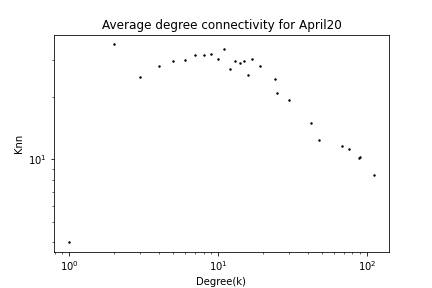 Average degree connectivity for April20
Knn
10¹
10⁰ 10¹ 10²
Degree(k)